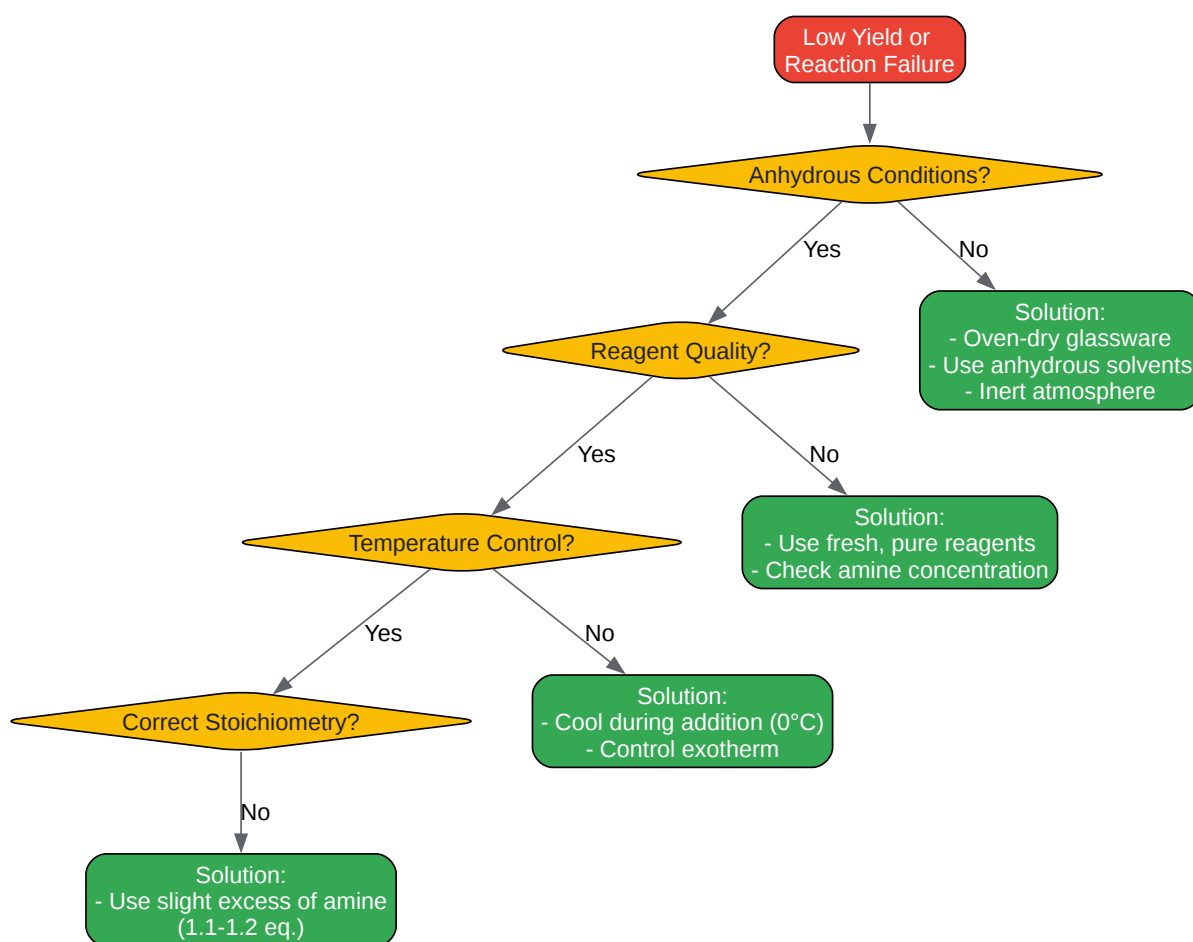 Low Yield or
Reaction Failure
Anhydrous Conditions?
Yes
No
Solution:
- Oven-dry glassware
- Use anhydrous solvents
- Inert atmosphere
Reagent Quality?
Yes
No
Solution:
- Use fresh, pure reagents
- Check amine concentration
Temperature Control?
Yes
No
Solution:
- Cool during addition (0°C)
- Control exotherm
Correct Stoichiometry?
No
Solution:
- Use slight excess of amine
(1.1-1.2 eq.)